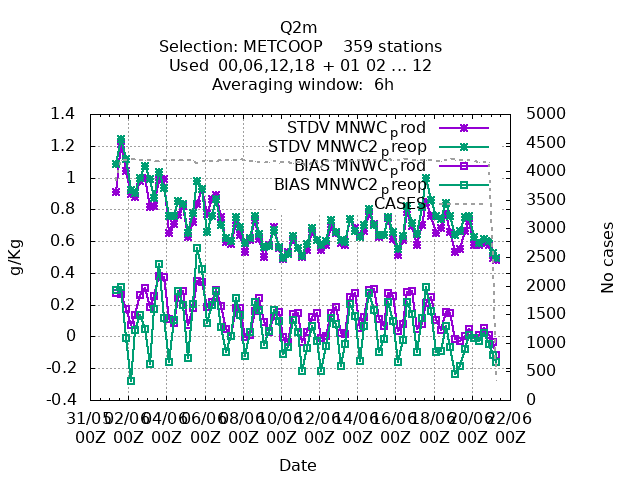 Q2m
Selection: METCOOP 359 stations
Used 00,06,12,18 + 01 02 ... 12
Averaging window: 6h
1.4
1.2
1
0.8
0.6
0.4
0.2
0
-0.2
-0.4
g/Kg
STDV MNWC_prod
STDV MNWC2_preop
BIAS MNWC_prod
BIAS MNWC2_preop
CASES
5000
4500
4000
3500
3000
2500
2000
1500
1000
500
0
No cases
31/05 02/06 04/06 06/06 08/06 10/06 12/06 14/06 16/06 18/06 20/06 22/06
00Z 00Z 00Z 00Z 00Z 00Z 00Z 00Z 00Z 00Z 00Z 00Z
Date